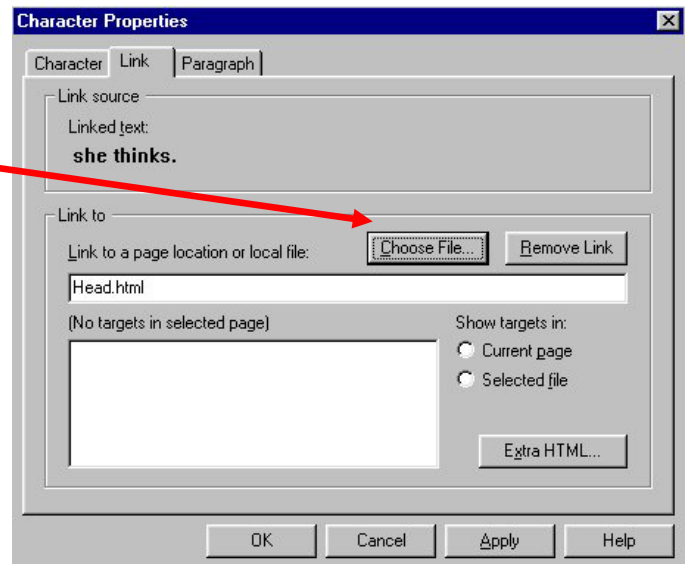 Character Properties
Character Link Paragraph
Link source
Linked text:
she thinks.
Link to
Link to a page location or local file: Choose File... Remove Link
Head.html
(No targets in selected page) Show targets in:
Current page
Selected file
Extra HTML...
OK Cancel Apply Help